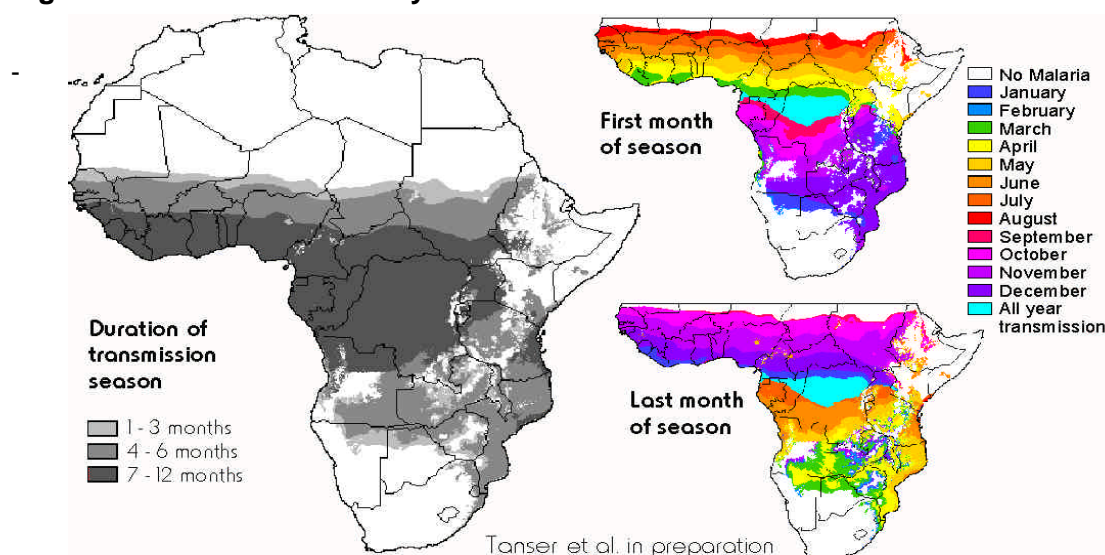 -
Duration of
transmission
season
1 - 3 months
4 - 6 months
7 - 12 months
First month
of season
Last month
of season
No Malaria
January
February
March
April
May
June
July
August
September
October
November
December
All year
transmission
Tanser et al. in preparation